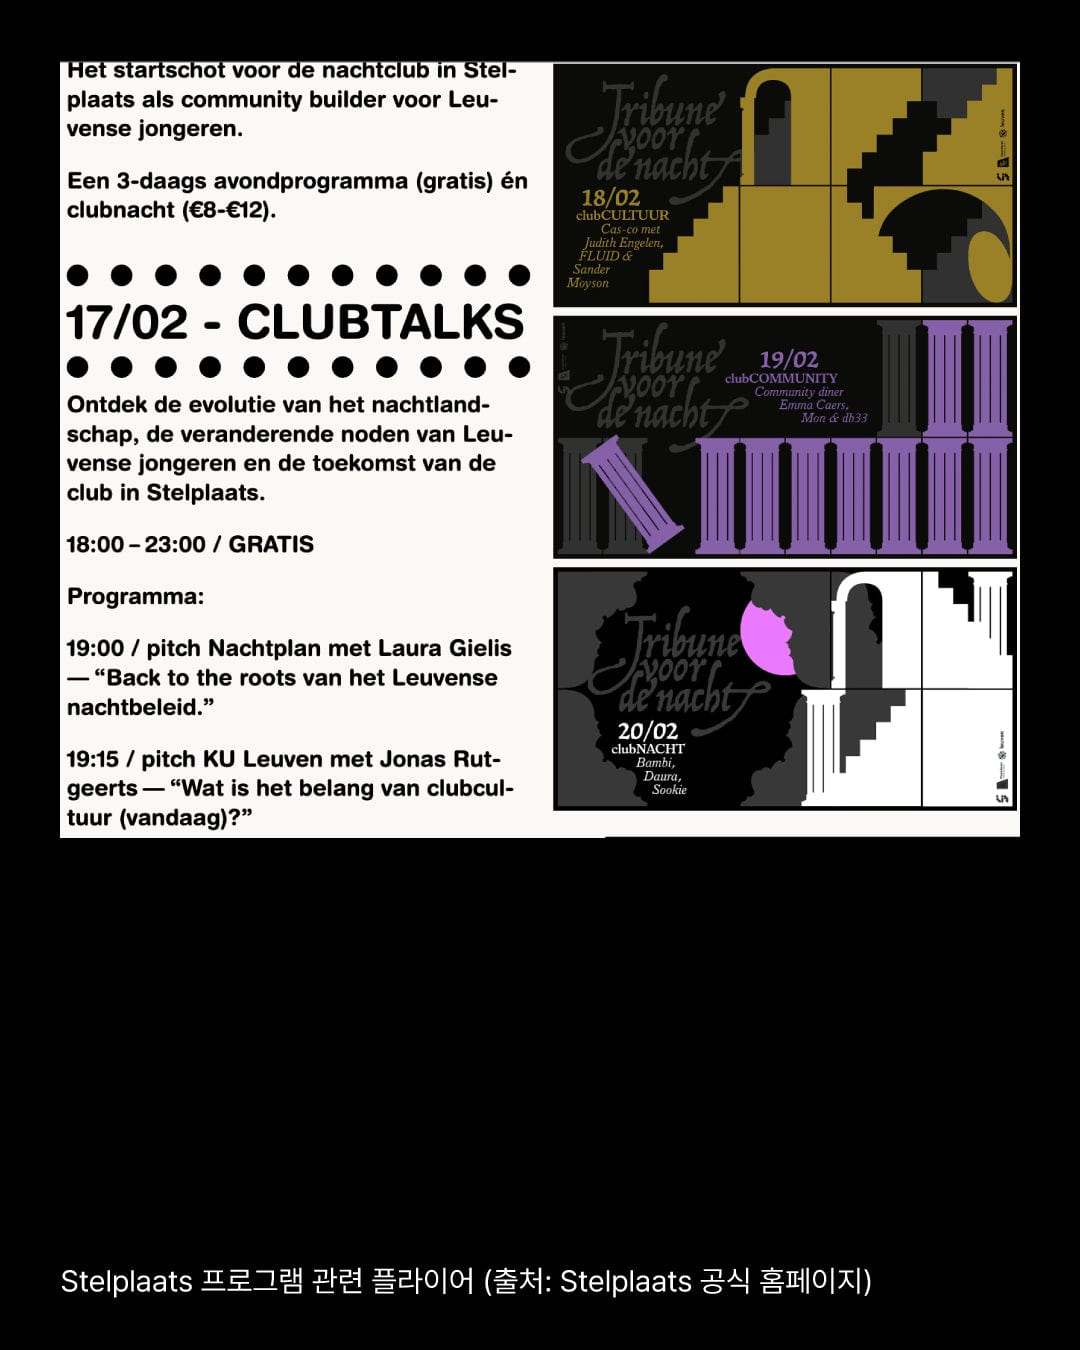 Het startschot voor de nachtclub in Stel-
plaats als community builder voor Leu-
vense jongeren.
Een 3-daags avondprogramma (gratis) én
clubnacht (€8-€12).
17/02 - CLUBTALKS
Ontdek de evolutie van het nachtland-
schap, de veranderende noden van Leu-
vense jongeren en de toekomst van de
club in Stelplaats.
18:00 – 23:00 / GRATIS
Programma:
19:00 / pitch Nachtplan met Laura Gielis
— “Back to the roots van het Leuvense
nachtbeleid.”
19:15 / pitch KU Leuven met Jonas Rut-
geerts — “Wat is het belang van clubcul-
tuur (vandaag)?”
Tribune
voor
de nacht
18/02
clubCULTUUR
Cas-co met
Judith Engelen,
FLUID &
Sander
Moyson
Tribune
voor
de nacht
19/02
clubCOMMUNITY
Community diner
Emma Caers,
Mon & db33
Tribune
voor
de nacht
20/02
clubNACHT
Bambi,
Daura,
Sookie
Stelplaats 프로그램 관련 플라이어 (출처: Stelplaats 공식 홈페이지)